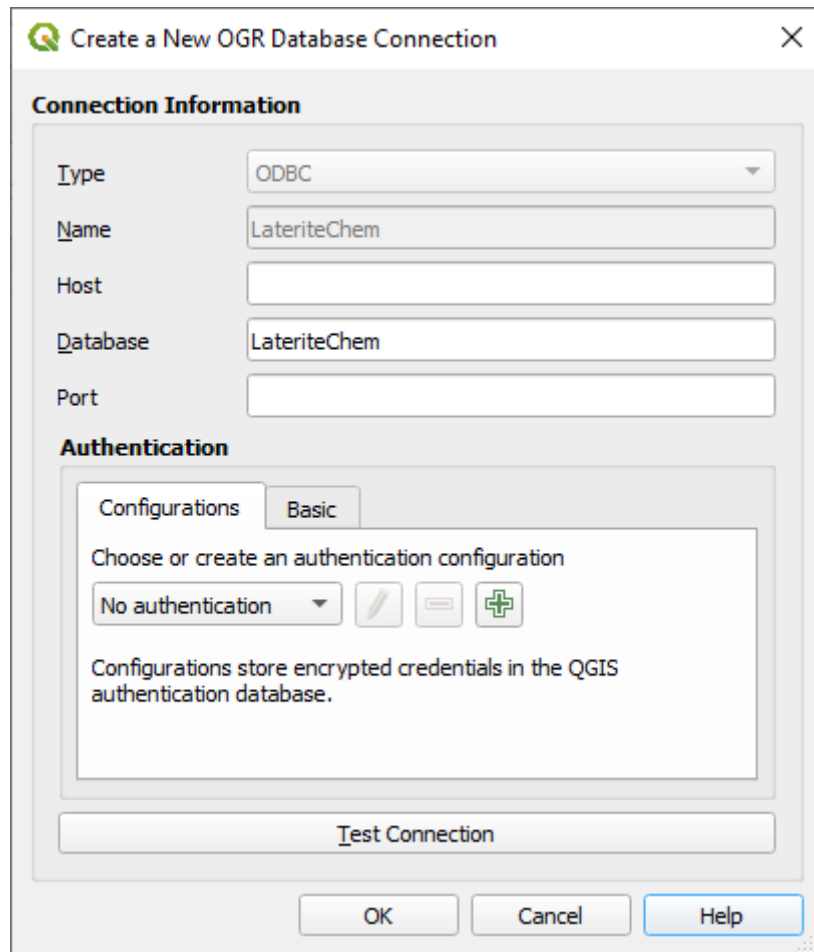 Create a New OGR Database Connection
Connection Information
Type ODBC
Name LateriteChem
Host
Database LateriteChem
Port
Authentication
Configurations Basic
Choose or create an authentication configuration
No authentication
Configurations store encrypted credentials in the QGIS
authentication database.
Test Connection
OK Cancel Help